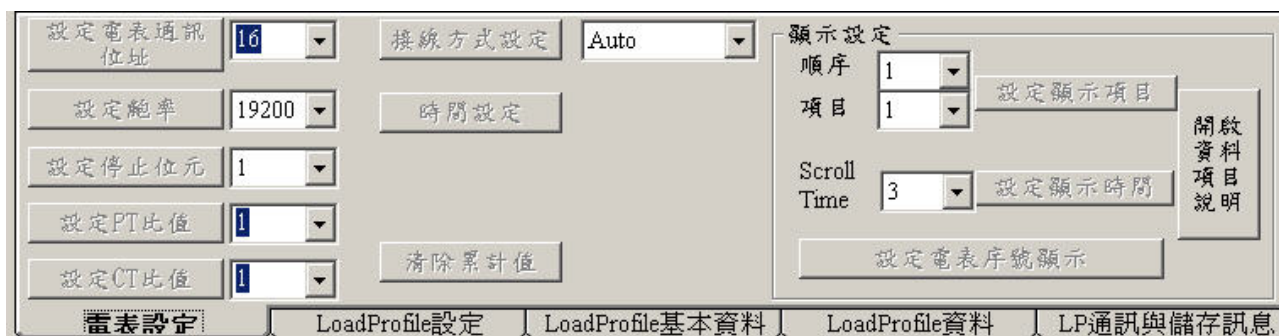 設定電表通訊
位址
16
接線方式設定
Auto
設定鮑率
19200
時間設定
設定停止位元
1
設定PT比值
1
設定CT比值
1
清除累計值
顯示設定
順序
1
項目
1
設定顯示項目
Scroll
Time
3
設定顯示時間
設定電表序號顯示
開啟
資料
項目
說明
電表設定
LoadProfile設定
LoadProfile基本資料
LoadProfile資料
LP通訊與儲存訊息